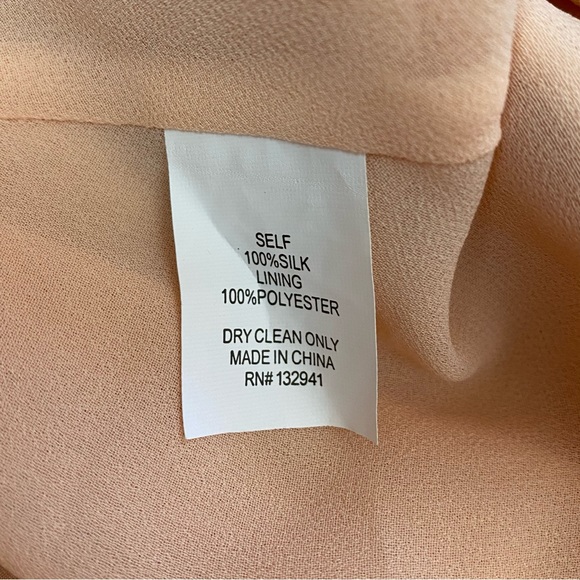 SELF
100%SILK
LINING
100%POLYESTER
DRY CLEAN ONLY
MADE IN CHINA
RN# 132941